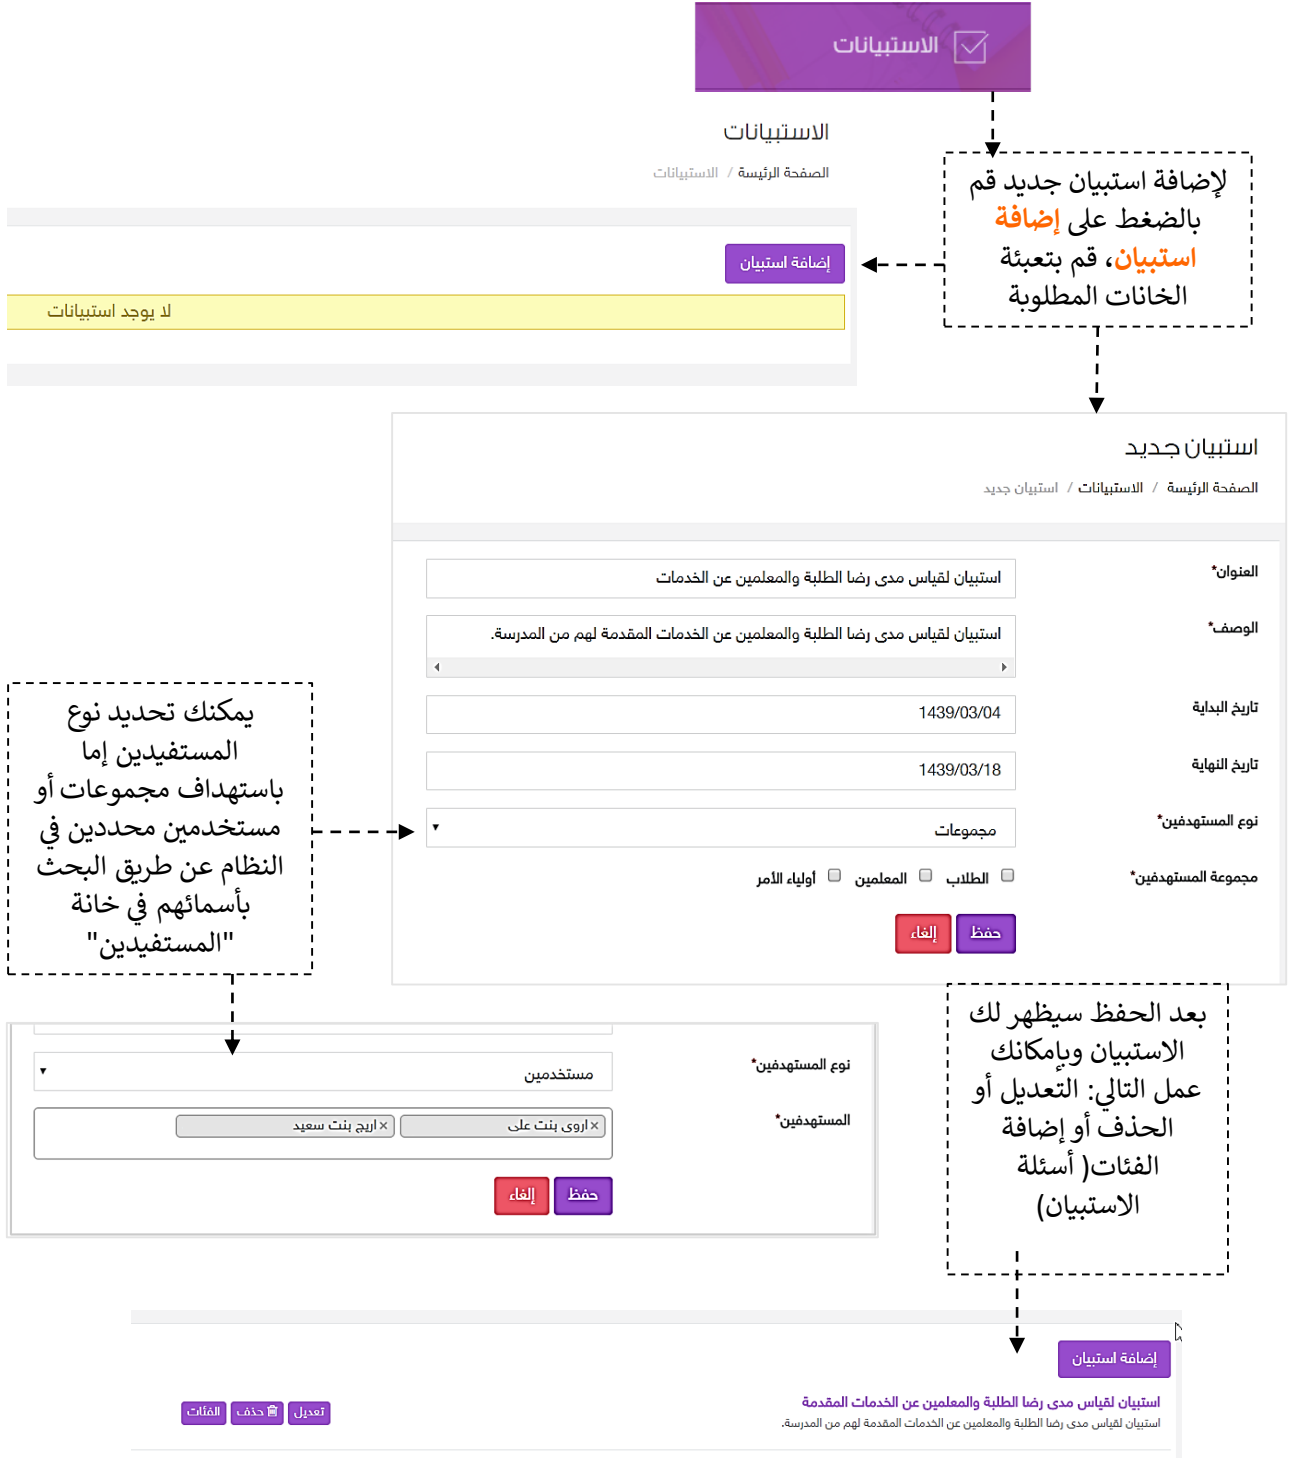 الاستبيانات
الاستبيانات
الصفحة الرئيسة / الاستبيانات
لإضافة استبيان جديد قم
بالضغط على إضافة
استبيان، قم بتعبئة
الخانات المطلوبة
إضافة استبيان
لا يوجد استبيانات
استبيان جديد
الصفحة الرئيسة / الاستبيانات / استبيان جديد
العنوان*
استبيان لقياس مدى رضا الطلبة والمعلمين عن الخدمات
الوصف*
استبيان لقياس مدى رضا الطلبة والمعلمين عن الخدمات المقدمة لهم من المدرسة.
تاريخ البداية
1439/03/04
تاريخ النهاية
1439/03/18
نوع المستهدفين*
مجموعات
مجموعة المستهدفين*
الطلاب المعلمين أولياء الأمر
حفظ إلغاء
يمكنك تحديد نوع
المستفيدين إما
باستهداف مجموعات أو
مستخدمين محددين في
النظام عن طريق البحث
بأسمائهم في خانة
"المستفيدين"
نوع المستهدفين*
مستخدمين
المستهدفين*
×اروى بنت على ×اريج بنت سعيد
حفظ إلغاء
بعد الحفظ سيظهر لك
الاستبيان وبإمكانك
عمل التالي: التعديل أو
الحذف أو إضافة
الفئات( أسئلة
الاستبيان)
إضافة استبيان
استبيان لقياس مدى رضا الطلبة والمعلمين عن الخدمات المقدمة
استبيان لقياس مدى رضا الطلبة والمعلمين عن الخدمات المقدمة لهم من المدرسة.
تعديل حذف الفئات